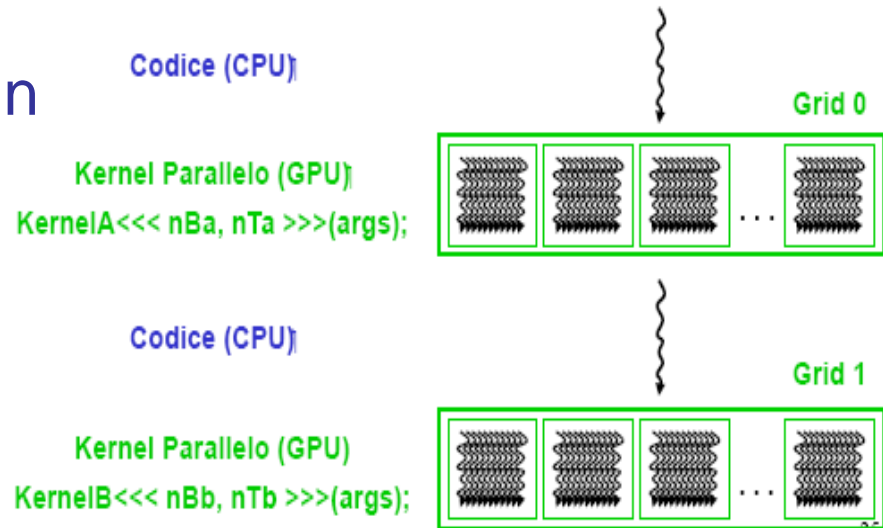 Codice (CPU)
n
Grid 0
Kernel Parallelo (GPU)
KernelA<<< nBa, nTa >>>(args);
. . .
Codice (CPU)
Grid 1
Kernel Parallelo (GPU)
KernelB<<< nBb, nTb >>>(args);
. . .